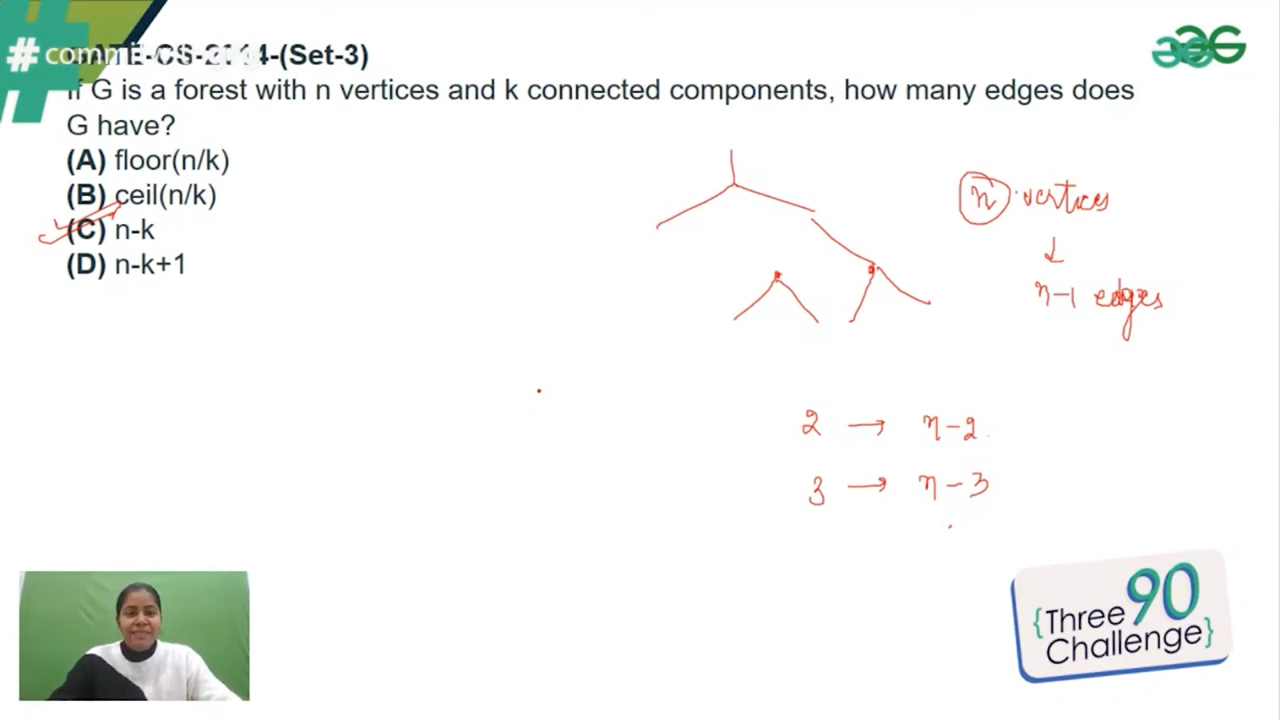 GATE-CS-2014-(Set-3)
If G is a forest with n vertices and k connected components, how many edges does
G have?
(A) floor(n/k)
(B) ceil(n/k)
(C) n-k
(D) n-k+1
n vertices
↓
n-1 edges
2 → n-2
3 → n-3
{Three 90
Challenge}